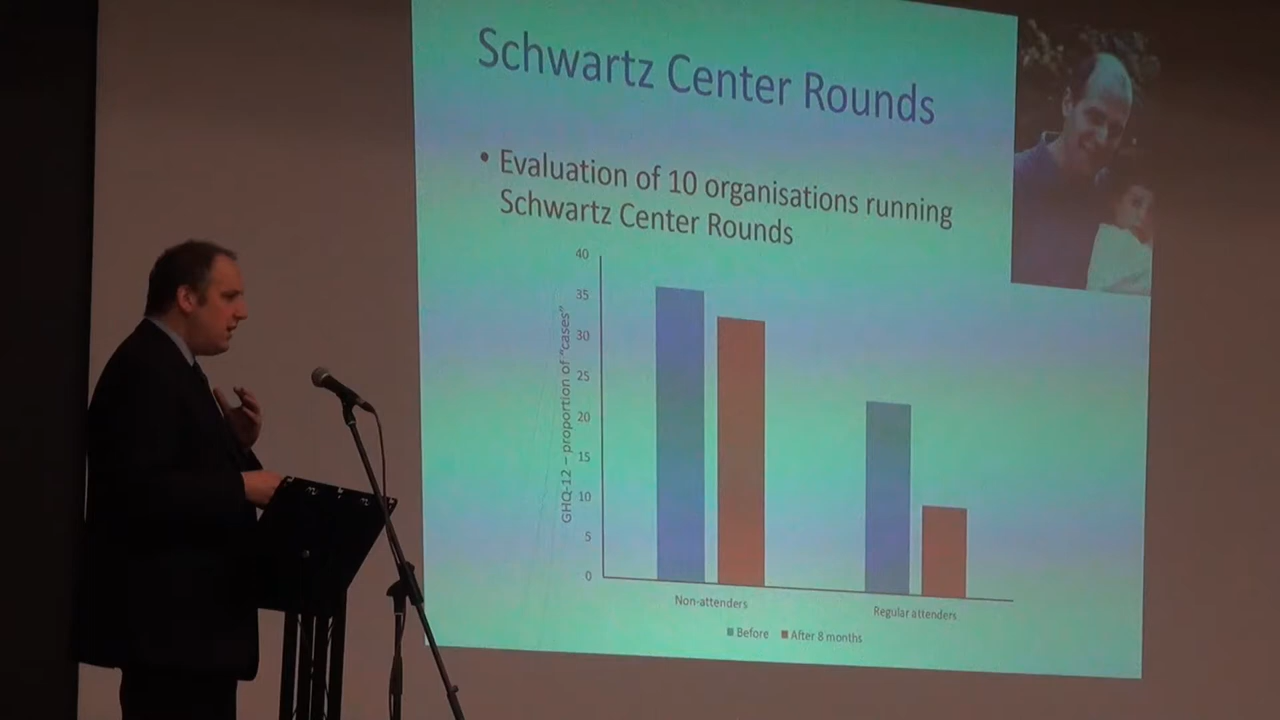 Schwartz Center Rounds
• Evaluation of 10 organisations running
Schwartz Center Rounds
GHQ-12 – proportion of "cases"
40
35
30
25
20
15
10
5
0
Non-attenders
Regular attenders
Before
After 8 months